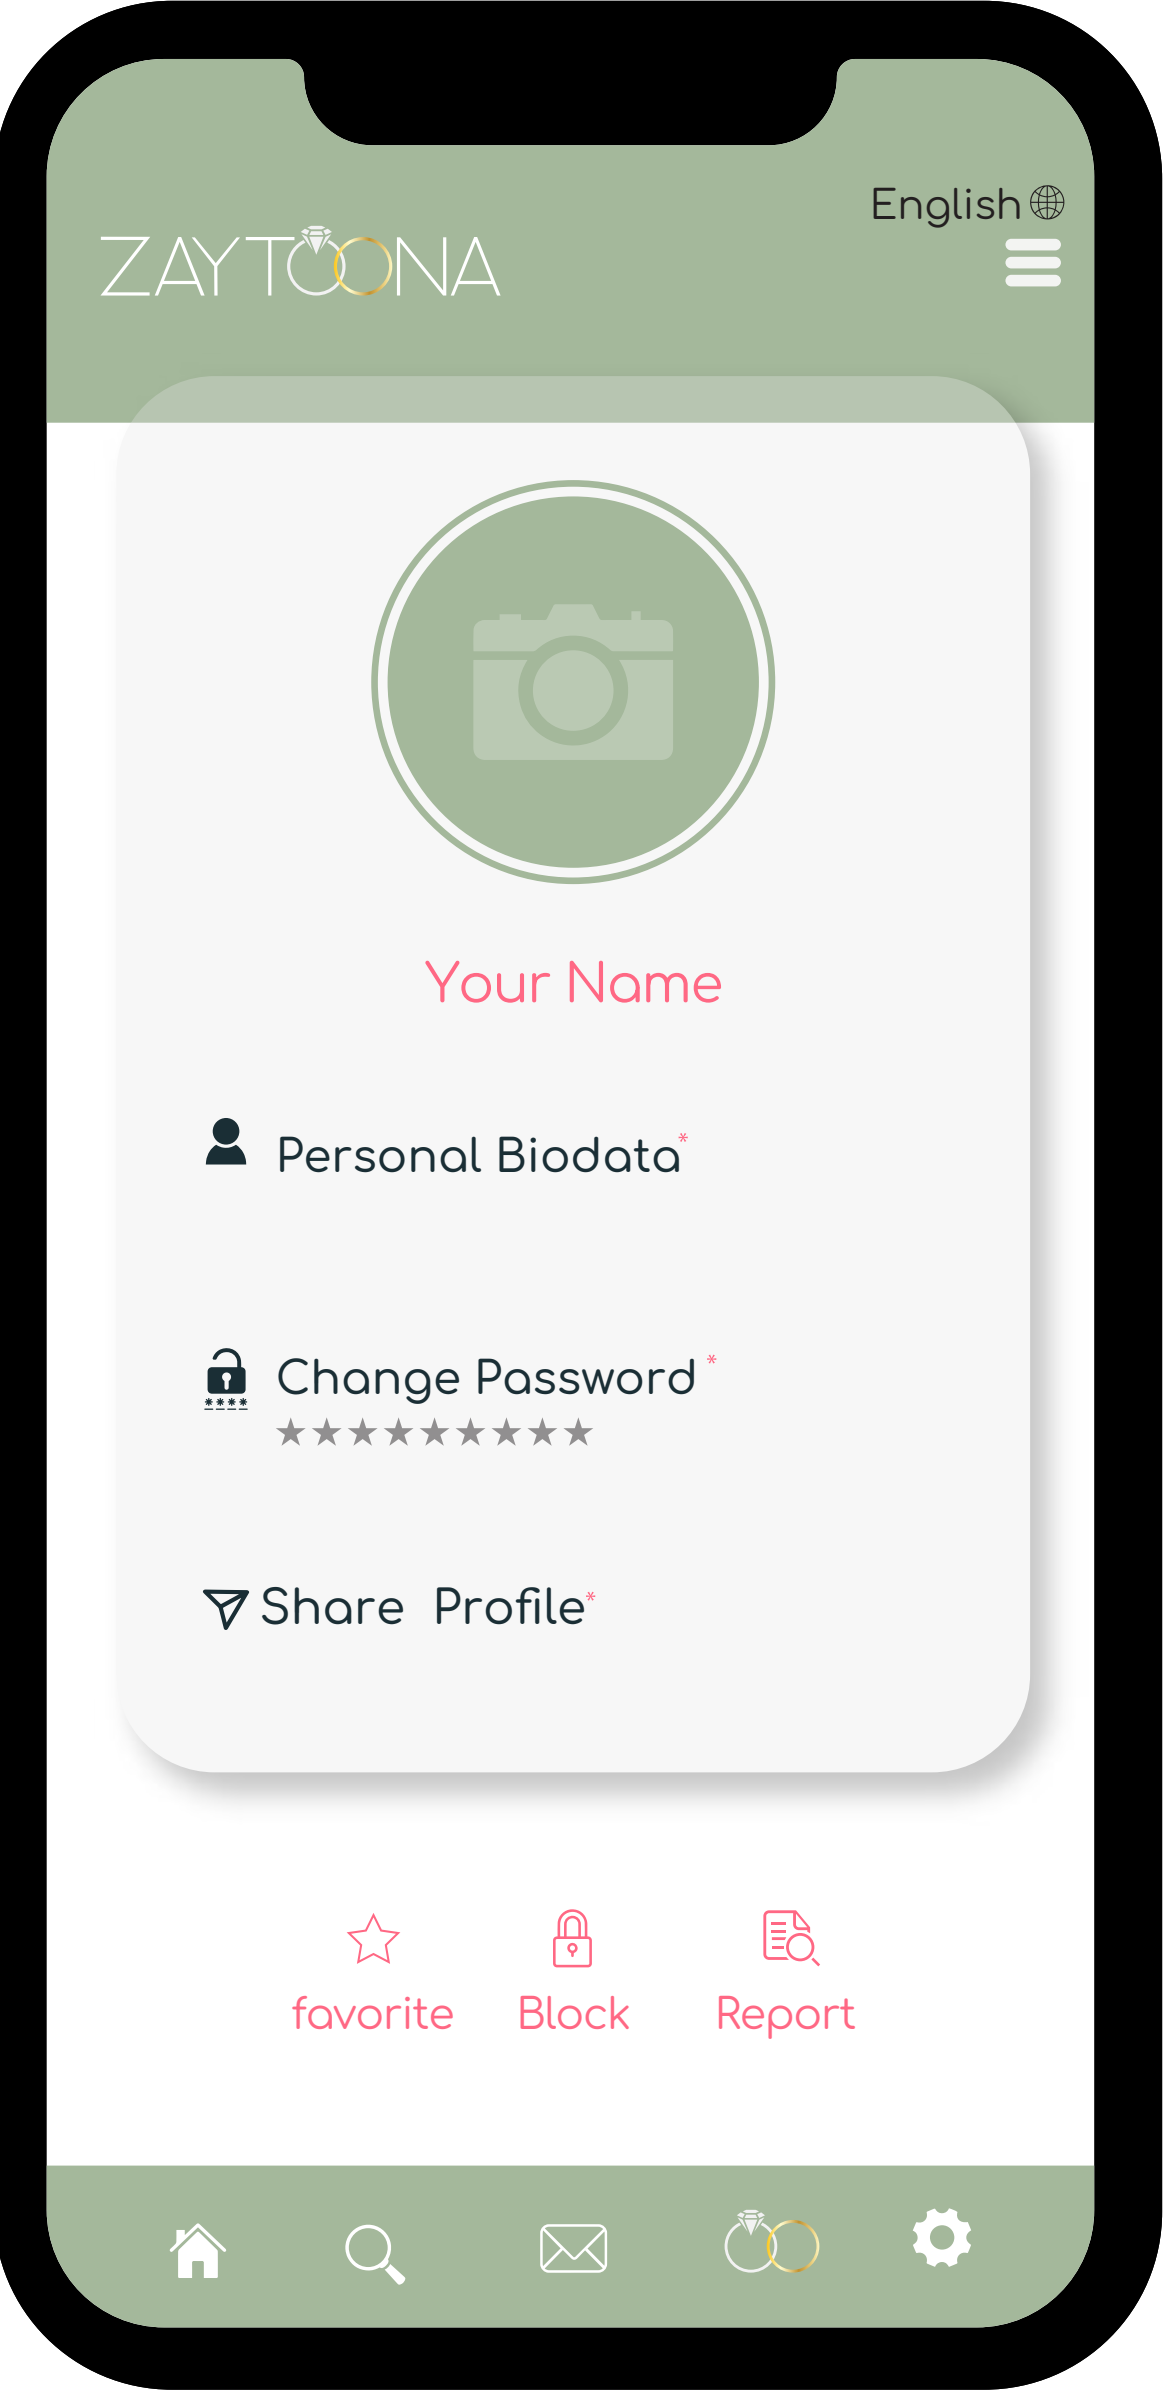 English
ZAYTOONA
Your Name
Personal Biodata*
Change Password *
★★★★★★★★★
Share Profile*
favorite
Block
Report